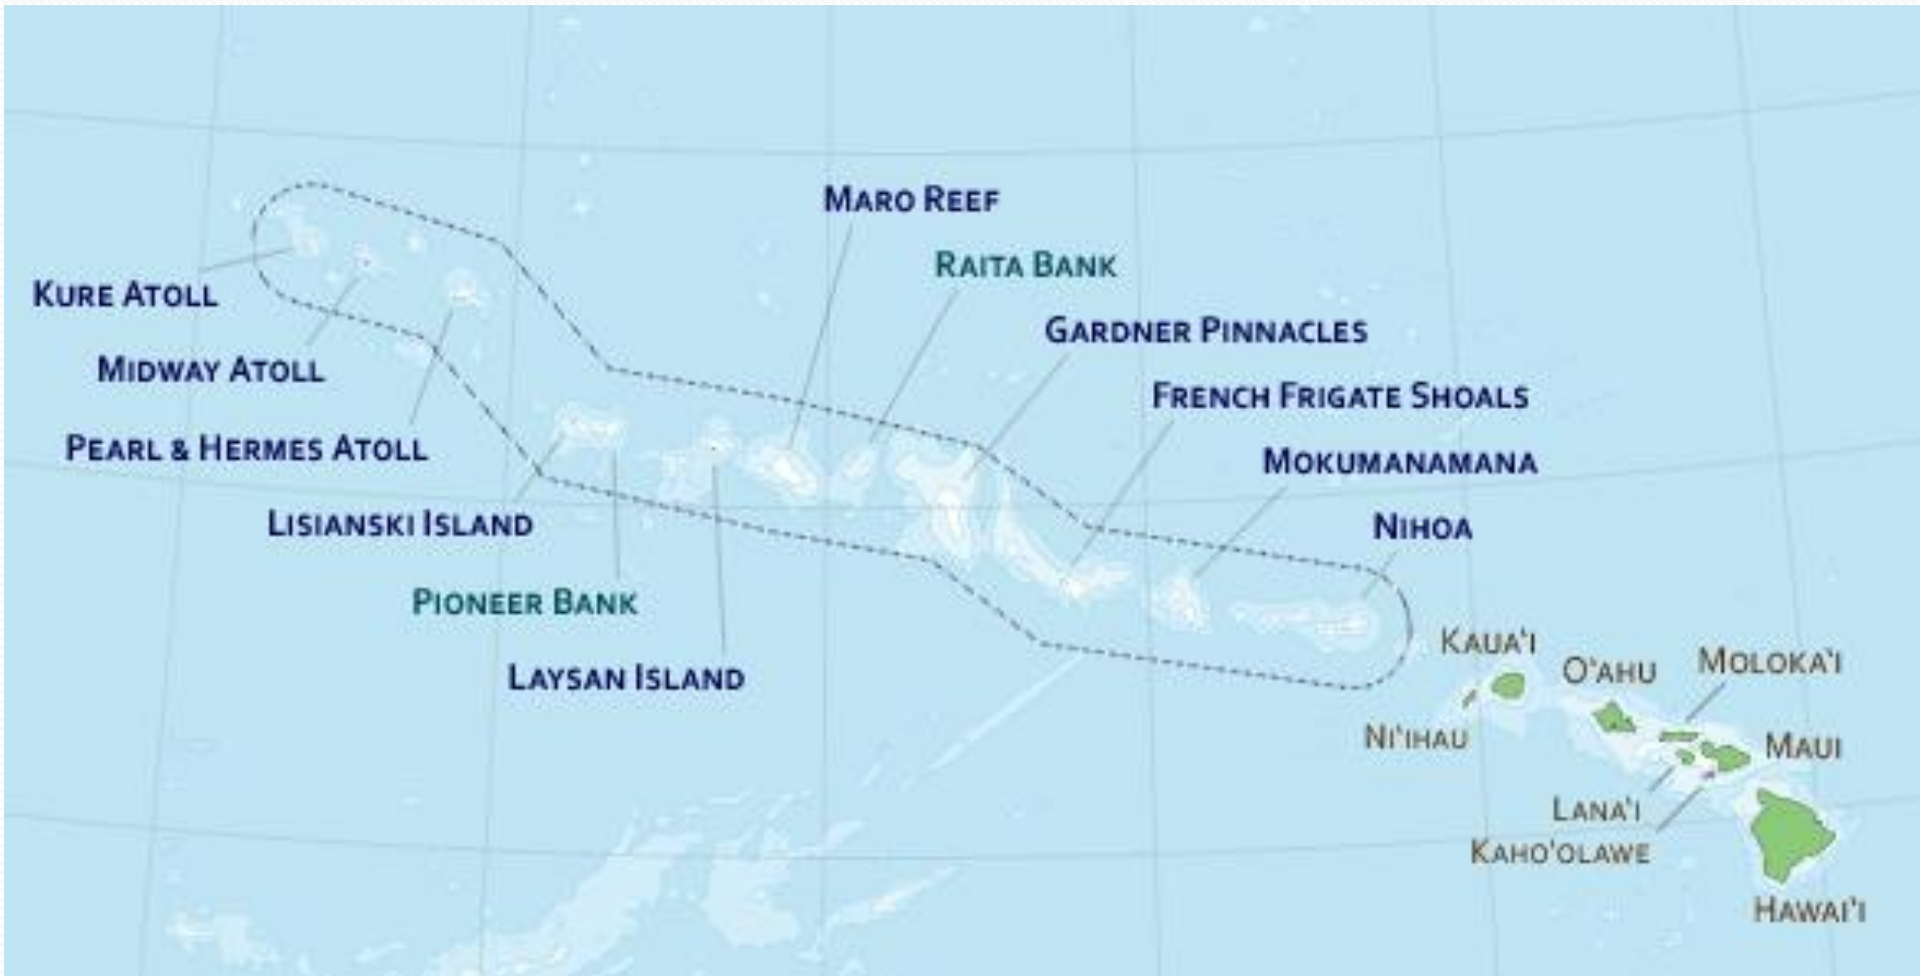 MARO REEF
RAITA BANK
KURE ATOLL
GARDNER PINNACLES
MIDWAY ATOLL
FRENCH FRIGATE SHOALS
PEARL & HERMES ATOLL
MOKUMANAMANA
LISIANSKI ISLAND
NIHOA
PIONEER BANK
KAUA'I
O'AHU
MOLOKA'I
LAYSAN ISLAND
NI'IHAU
MAUI
LANA'I
KAHO'OLAWE
HAWAI'I